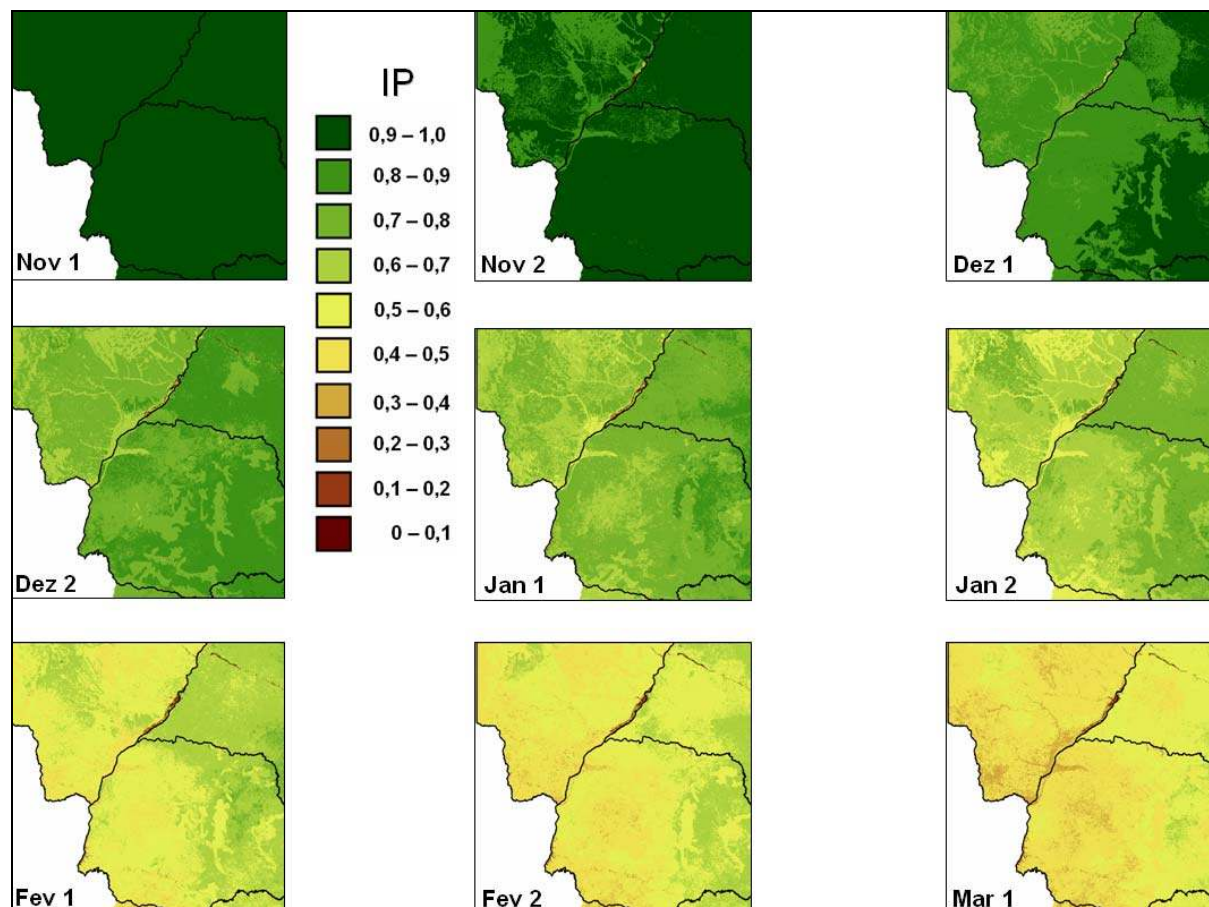 Nov 1
IP
0,9 – 1,0
0,8 – 0,9
0,7 – 0,8
0,6 – 0,7
0,5 – 0,6
0,4 – 0,5
0,3 – 0,4
0,2 – 0,3
0,1 – 0,2
0 – 0,1
Nov 2
Dez 1
Dez 2
Jan 1
Jan 2
Fev 1
Fev 2
Mar 1